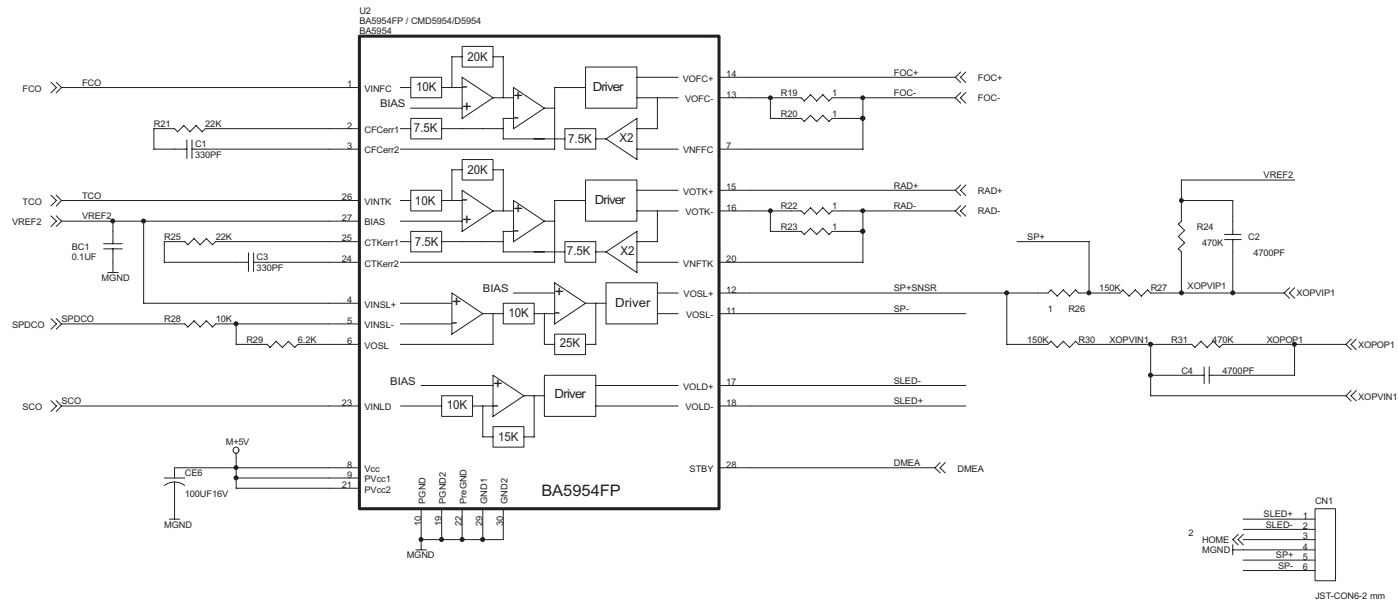 U2
BA5954FP / CMD5954/D5954
BA5954
FCO FCO 1 VINFC 10K 20K Driver VOFC+ 14 FOC+ FOC+
BIAS VOFC- 13 R19 1 FOC- FOC-
R20 1
R21 22K 2 CFCerr1 7.5K 7.5K X2
C1 3 CFCerr2 VNFFC 7
330PF
20K
TCO TCO 26 VINTK 10K Driver VOTK+ 15 RAD+ RAD+
VREF2 VREF2 27 BIAS VOTK- 16 R22 1 RAD- RAD-
R23 1
R25 22K 25 CTKerr1 7.5K 7.5K X2
BC1
0.1UF
MGND
C3 24 CTKerr2 VNFTK 20
330PF
VREF2
R24
470K
C2
4700PF
SP+
BIAS
4 VINSL+ 10K Driver VOSL+ 12 SP+SNSR
1 R26 150K R27 XOPVIP1 XOPVIP1
SPDCO SPDCO R28 10K 5 VINSL- VOSL- 11 SP-
R29 6.2K 6 VOSL 25K
150K R30 XOPVIN1 R31 470K XOPOP1 XOPOP1
C4 4700PF
XOPVIN1
BIAS Driver VOLD+ 17 SLED-
SCO SCO 23 VINLD 10K VOLD- 18 SLED+
15K
M+5V
CE6
100UF16V
MGND
8 Vcc
9 PVcc1
21 PVcc2
STBY 28 DMEA DMEA
BA5954FP
PGND PGND2 PreGND GND1 GND2
10 19 22 29 30
MGND
CN1
SLED+ 1
SLED- 2
2 HOME 3
MGND 4
SP+ 5
SP- 6
JST-CON6-2 mm